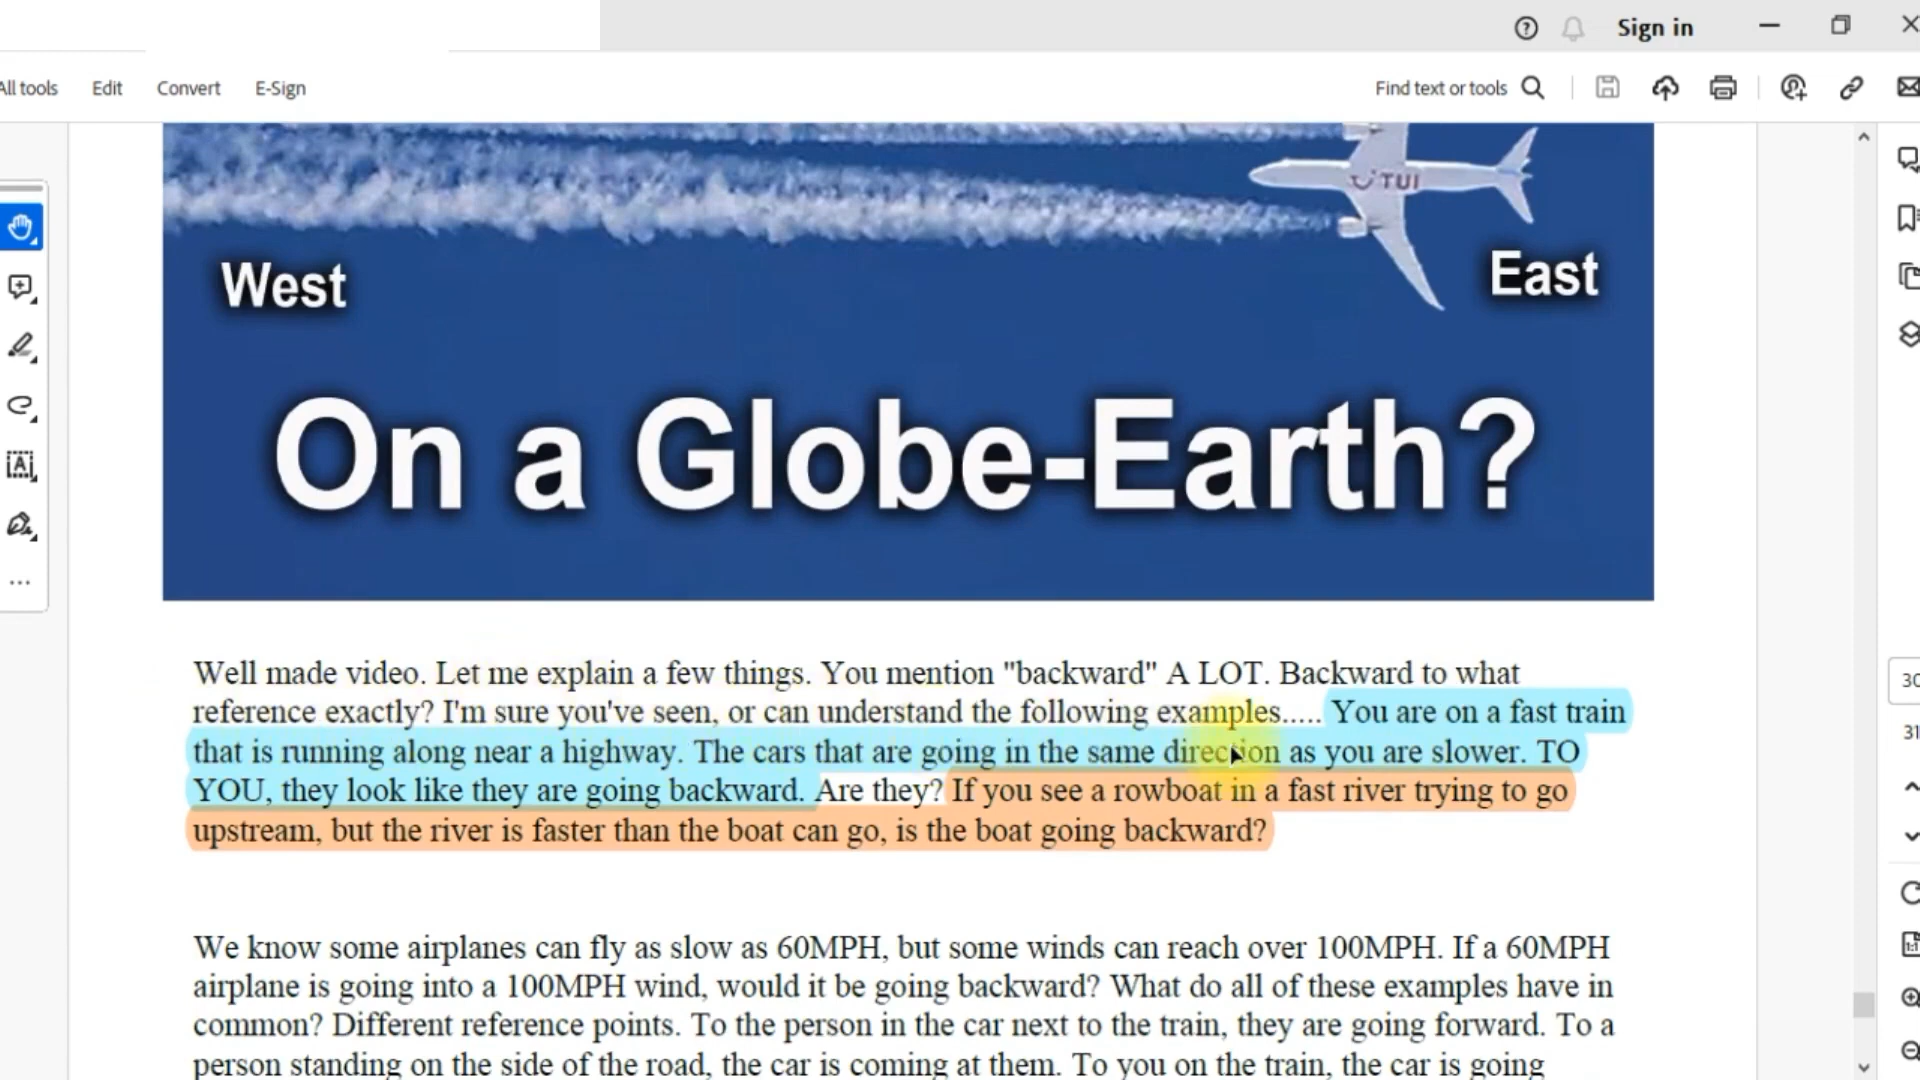 Sign in
All tools Edit Convert E-Sign Find text or tools
TUI
West East
On a Globe-Earth?
Well made video. Let me explain a few things. You mention "backward" A LOT. Backward to what
reference exactly? I'm sure you've seen, or can understand the following examples..... You are on a fast train
that is running along near a highway. The cars that are going in the same direction as you are slower. TO
YOU, they look like they are going backward. Are they? If you see a rowboat in a fast river trying to go
upstream, but the river is faster than the boat can go, is the boat going backward?
We know some airplanes can fly as slow as 60MPH, but some winds can reach over 100MPH. If a 60MPH
airplane is going into a 100MPH wind, would it be going backward? What do all of these examples have in
common? Different reference points. To the person in the car next to the train, they are going forward. To a
person standing on the side of the road, the car is coming at them. To you on the train, the car is going
30
31